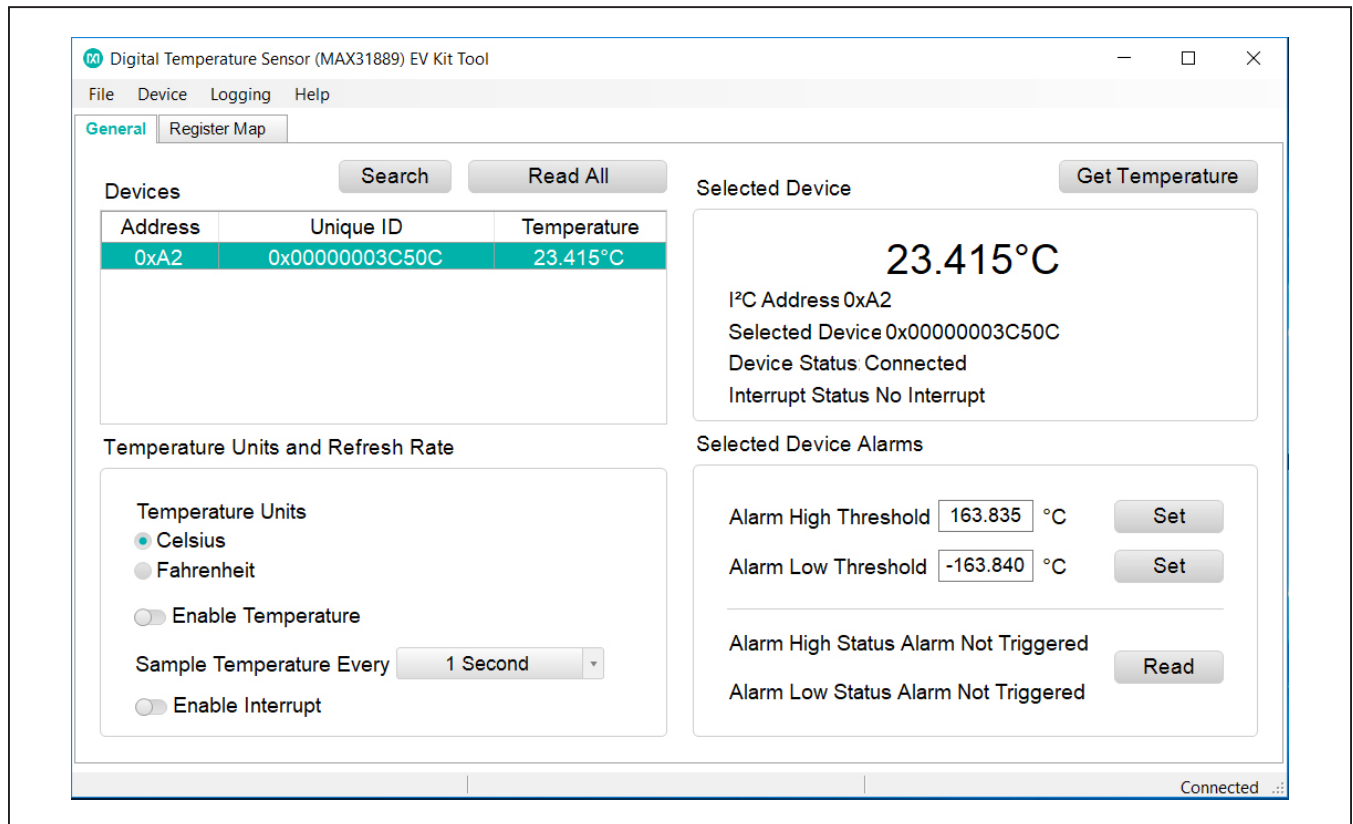 Digital Temperature Sensor (MAX31889) EV Kit Tool
File Device Logging Help
General Register Map
Devices Search Read All
Address Unique ID Temperature
0xA2 0x00000003C50C 23.415°C
Selected Device Get Temperature
23.415°C
I²C Address 0xA2
Selected Device 0x00000003C50C
Device Status: Connected
Interrupt Status No Interrupt
Temperature Units and Refresh Rate
Temperature Units
Celsius
Fahrenheit
Enable Temperature
Sample Temperature Every 1 Second
Enable Interrupt
Selected Device Alarms
Alarm High Threshold 163.835 °C Set
Alarm Low Threshold -163.840 °C Set
Alarm High Status Alarm Not Triggered
Read
Alarm Low Status Alarm Not Triggered
Connected